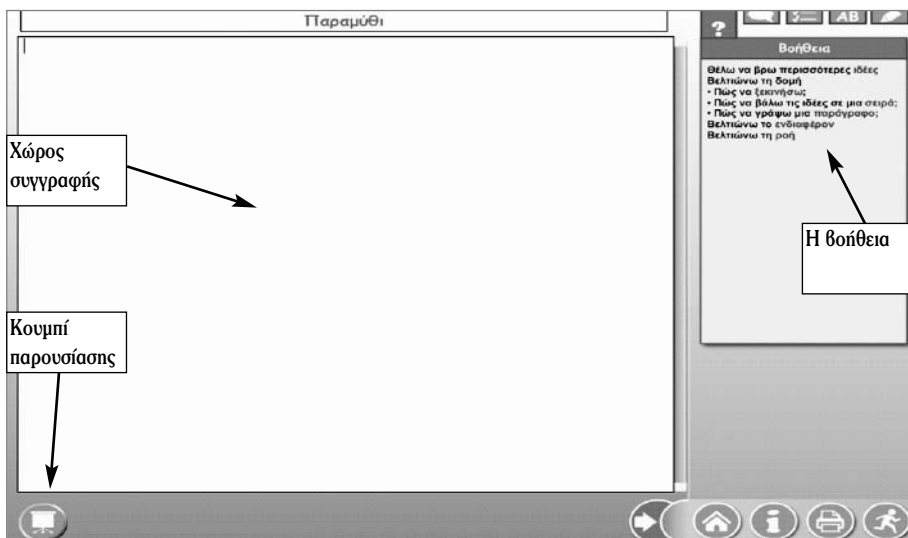 Παραμύθι
?
AB
Βοήθεια
Θέλω να βρω περισσότερες ιδέες
Βελτιώνω τη δομή
• Πώς να ξεκινήσω;
• Πώς να βάλω τις ιδέες σε μια σειρά;
• Πώς να γράψω μια παράγραφο;
Βελτιώνω το ενδιαφέρον
Βελτιώνω τη ροή
Χώρος
συγγραφής
Η βοήθεια
Κουμπί
παρουσίασης
i